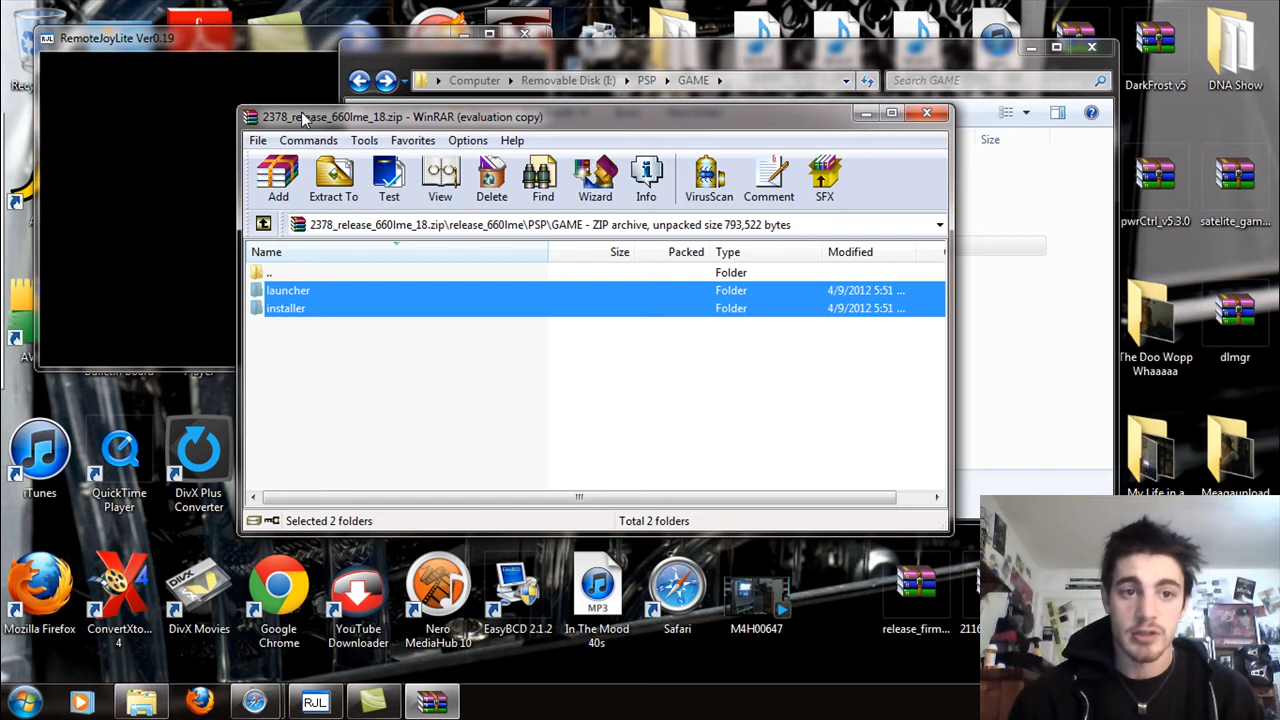 RJL RemoteJoyLite Ver0.19
Computer Removable Disk (I:) PSP GAME
Search GAME
Size
2378_release_660lme_18.zip - WinRAR (evaluation copy)
File Commands Tools Favorites Options Help
Add Extract To Test View Delete Find Wizard Info VirusScan Comment SFX
2378_release_660lme_18.zip\release_660lme\PSP\GAME - ZIP archive, unpacked size 793,522 bytes
Name Size Packed Type Modified
.. Folder
launcher Folder 4/9/2012 5:51 ...
installer Folder 4/9/2012 5:51 ...
Selected 2 folders Total 2 folders
DarkFrost v5
DNA Show
pwrCtrl_v5.3.0
satelite_gam...
The Doo Wopp
Whaaaaa
dlmgr
iTunes
QuickTime
Player
DivX Plus
Converter
My Life in a
Meagaupload
Mozilla Firefox
ConvertXto...
4
DivX Movies
Google
Chrome
YouTube
Downloader
Nero
MediaHub 10
EasyBCD 2.1.2
MP3
In The Mood
40s
Safari
M4H00647
release_firm...
RJL